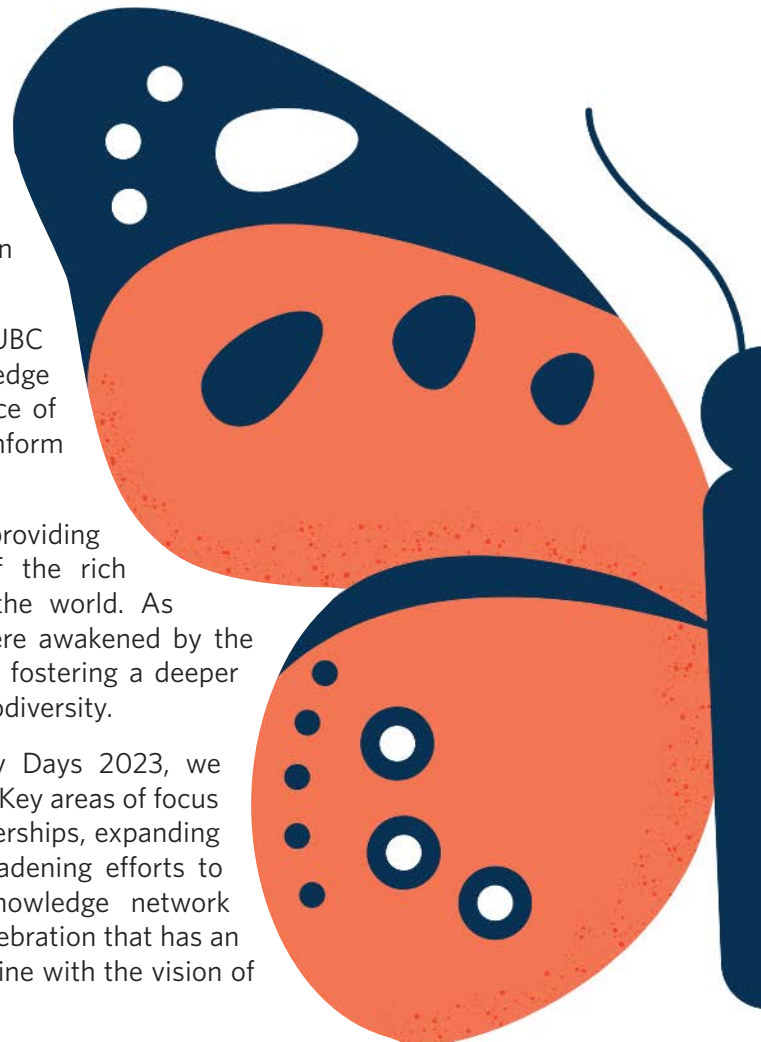 n
UBC
edge
ce of
nform
providing
f the rich
the world. As
ere awakened by the
fostering a deeper
odiversity.
y Days 2023, we
Key areas of focus
erships, expanding
adening efforts to
nowledge network
ebration that has an
ine with the vision of